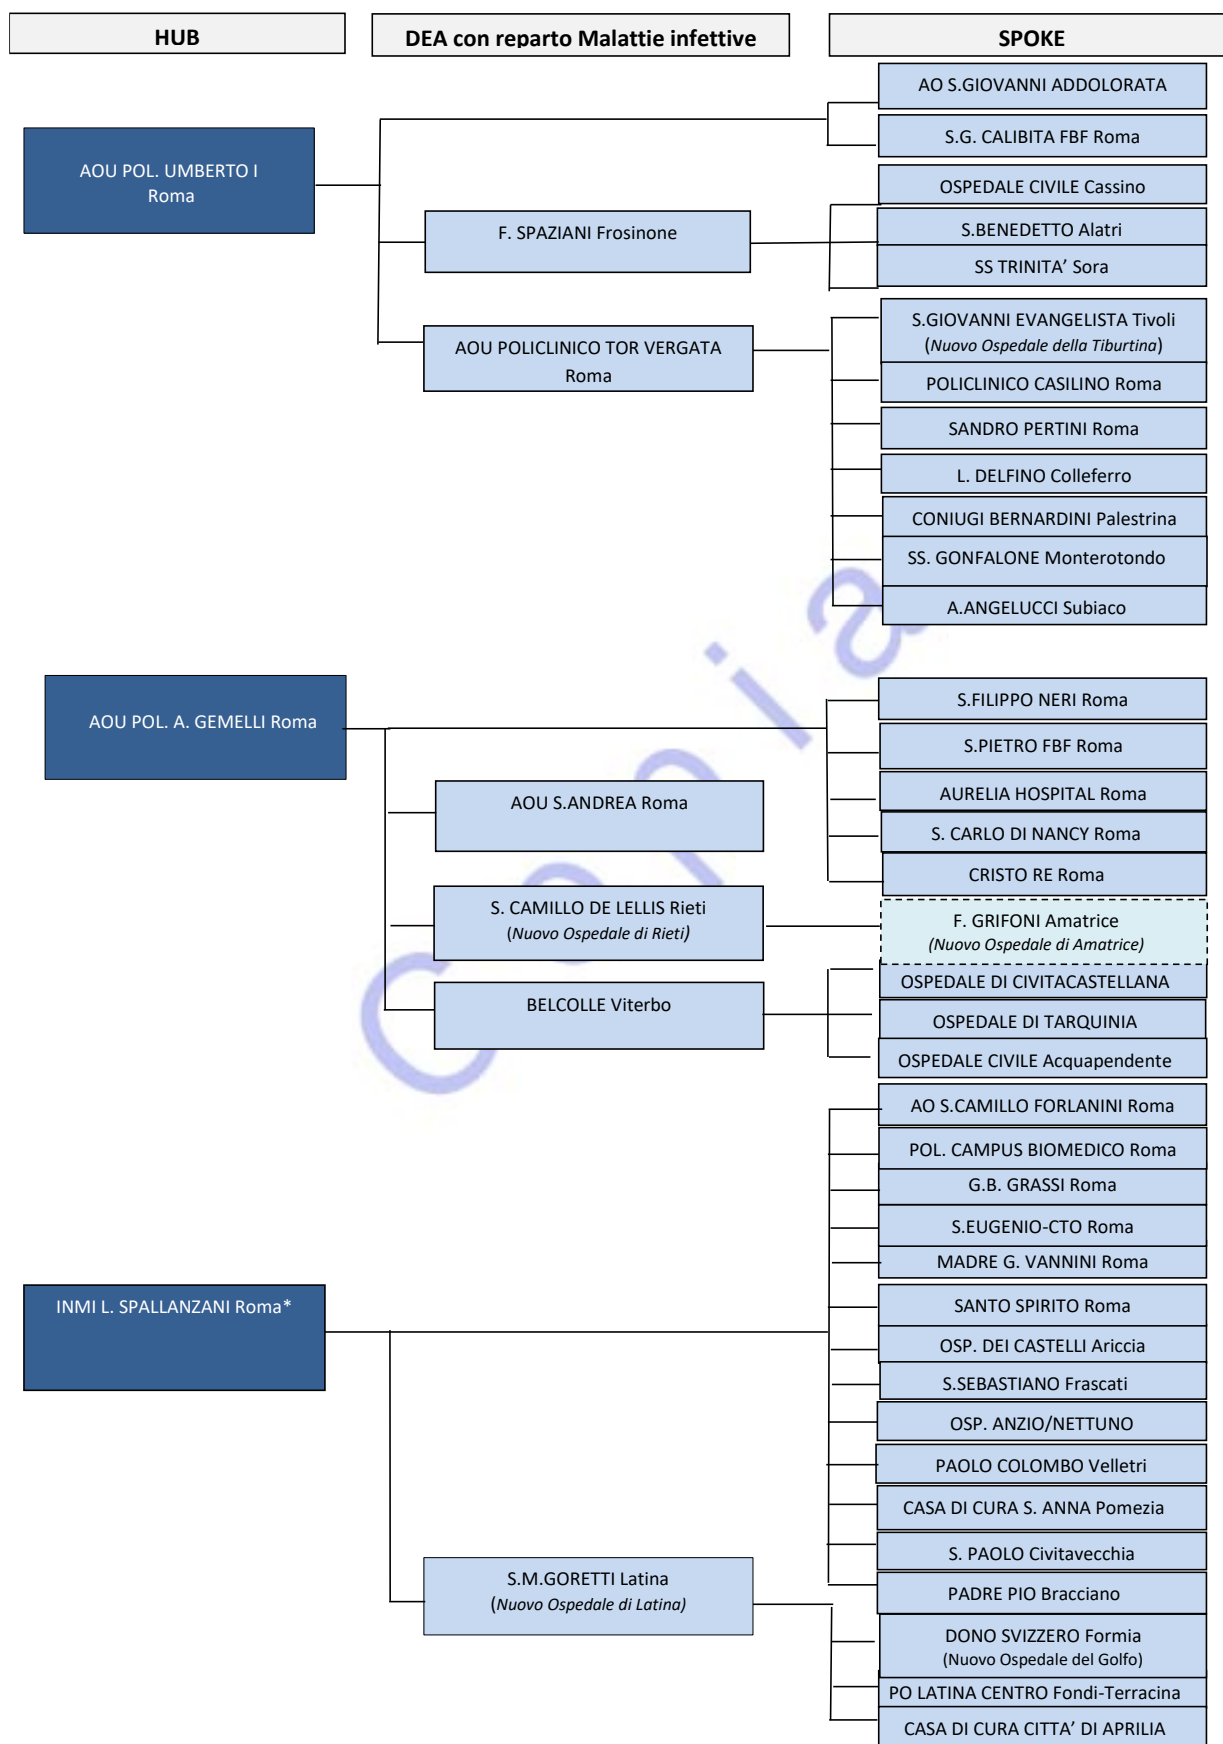 HUB
DEA con reparto Malattie infettive
SPOKE
AO S.GIOVANNI ADDOLORATA
S.G. CALIBITA FBF Roma
AOU POL. UMBERTO I
Roma
OSPEDALE CIVILE Cassino
F. SPAZIANI Frosinone
S.BENEDETTO Alatri
SS TRINITA’ Sora
AOU POLICLINICO TOR VERGATA
Roma
S.GIOVANNI EVANGELISTA Tivoli
(Nuovo Ospedale della Tiburtina)
POLICLINICO CASILINO Roma
SANDRO PERTINI Roma
L. DELFINO Colleferro
CONIUGI BERNARDINI Palestrina
SS. GONFALONE Monterotondo
A.ANGELUCCI Subiaco
AOU POL. A. GEMELLI Roma
S.FILIPPO NERI Roma
S.PIETRO FBF Roma
AOU S.ANDREA Roma
AURELIA HOSPITAL Roma
S. CARLO DI NANCY Roma
CRISTO RE Roma
S. CAMILLO DE LELLIS Rieti
(Nuovo Ospedale di Rieti)
F. GRIFONI Amatrice
(Nuovo Ospedale di Amatrice)
BELCOLLE Viterbo
OSPEDALE DI CIVITACASTELLANA
OSPEDALE DI TARQUINIA
OSPEDALE CIVILE Acquapendente
AO S.CAMILLO FORLANINI Roma
POL. CAMPUS BIOMEDICO Roma
G.B. GRASSI Roma
S.EUGENIO-CTO Roma
MADRE G. VANNINI Roma
INMI L. SPALLANZANI Roma*
SANTO SPIRITO Roma
OSP. DEI CASTELLI Ariccia
S.SEBASTIANO Frascati
OSP. ANZIO/NETTUNO
PAOLO COLOMBO Velletri
CASA DI CURA S. ANNA Pomezia
S. PAOLO Civitavecchia
PADRE PIO Bracciano
S.M.GORETTI Latina
(Nuovo Ospedale di Latina)
DONO SVIZZERO Formia
(Nuovo Ospedale del Golfo)
PO LATINA CENTRO Fondi-Terracina
CASA DI CURA CITTA’ DI APRILIA
Copia